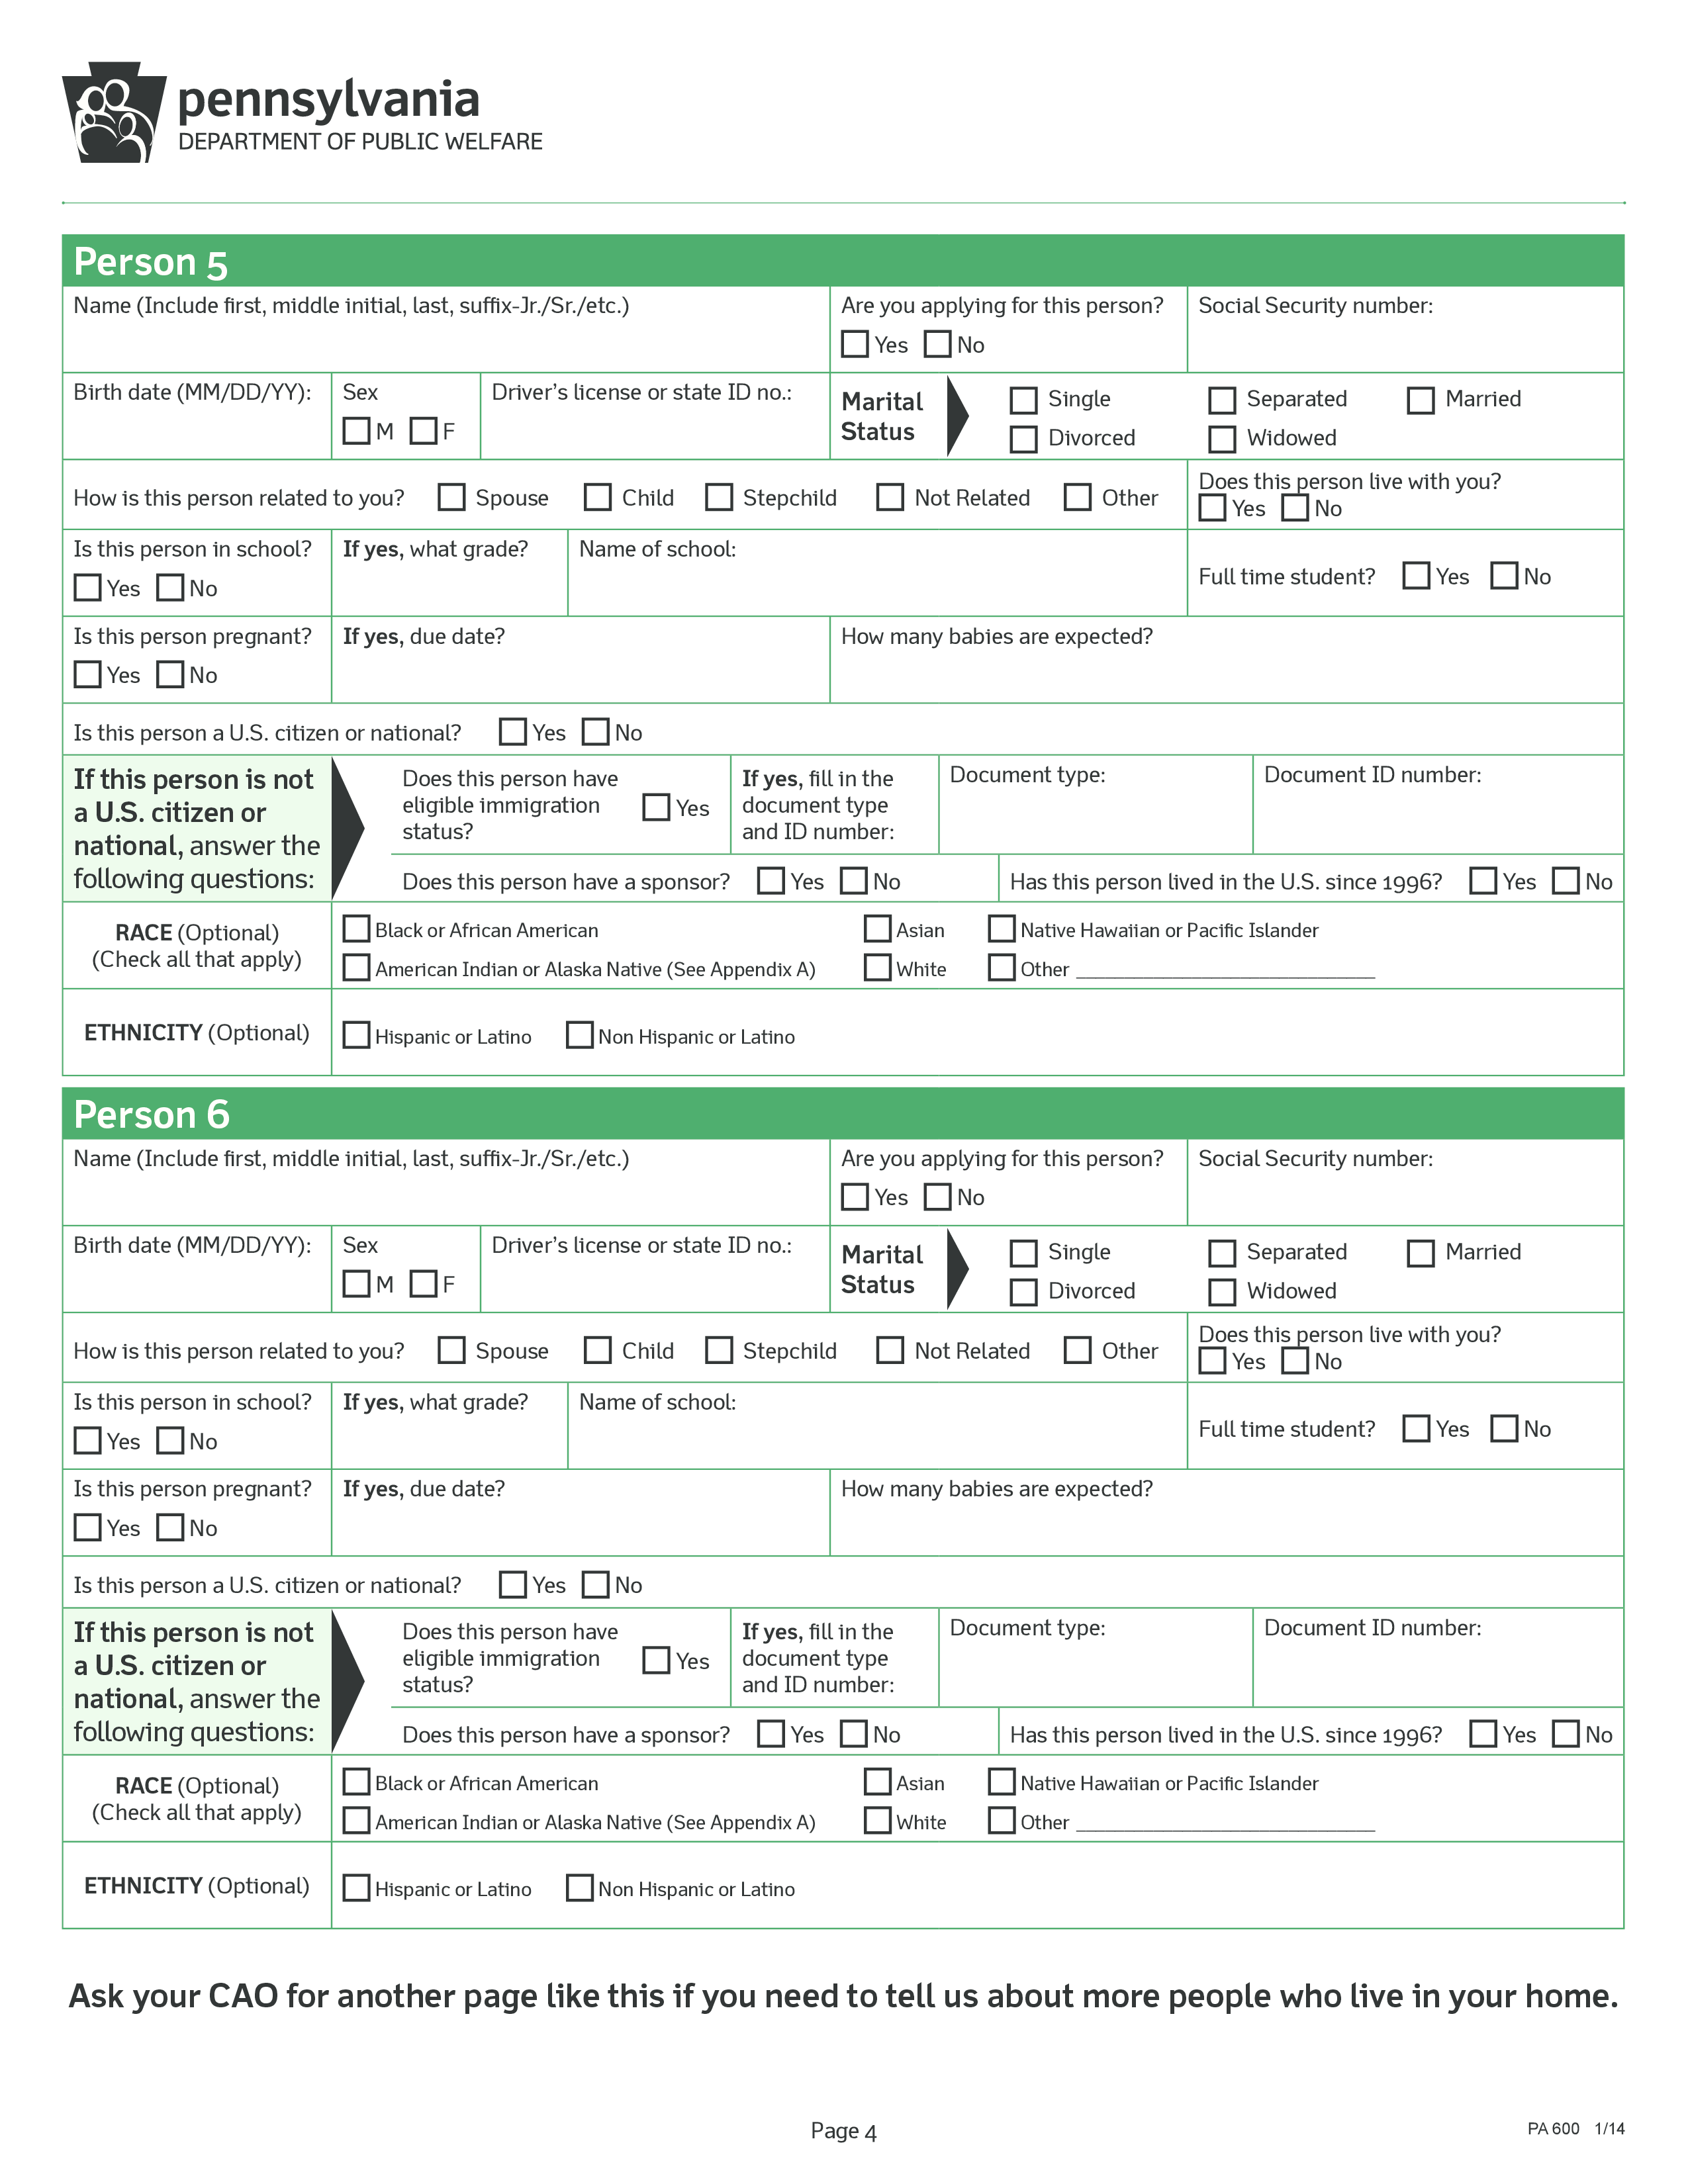 pennsylvania
DEPARTMENT OF PUBLIC WELFARE
Person 5
Name (Include first, middle initial, last, suffix-Jr./Sr./etc.)
Are you applying for this person?
Yes No
Social Security number:
Birth date (MM/DD/YY):
Sex
M F
Driver's license or state ID no.:
Marital
Status
Single Separated Married
Divorced Widowed
How is this person related to you? Spouse Child Stepchild Not Related Other
Does this person live with you?
Yes No
Is this person in school?
Yes No
If yes, what grade?
Name of school:
Full time student? Yes No
Is this person pregnant?
Yes No
If yes, due date?
How many babies are expected?
Is this person a U.S. citizen or national? Yes No
If this person is not
a U.S. citizen or
national, answer the
following questions:
Does this person have
eligible immigration
status?
Yes
If yes, fill in the
document type
and ID number:
Document type:
Document ID number:
Does this person have a sponsor? Yes No
Has this person lived in the U.S. since 1996? Yes No
RACE (Optional)
(Check all that apply)
Black or African American Asian Native Hawaiian or Pacific Islander
American Indian or Alaska Native (See Appendix A) White Other
ETHNICITY (Optional)
Hispanic or Latino Non Hispanic or Latino
Person 6
Name (Include first, middle initial, last, suffix-Jr./Sr./etc.)
Are you applying for this person?
Yes No
Social Security number:
Birth date (MM/DD/YY):
Sex
M F
Driver's license or state ID no.:
Marital
Status
Single Separated Married
Divorced Widowed
How is this person related to you? Spouse Child Stepchild Not Related Other
Does this person live with you?
Yes No
Is this person in school?
Yes No
If yes, what grade?
Name of school:
Full time student? Yes No
Is this person pregnant?
Yes No
If yes, due date?
How many babies are expected?
Is this person a U.S. citizen or national? Yes No
If this person is not
a U.S. citizen or
national, answer the
following questions:
Does this person have
eligible immigration
status?
Yes
If yes, fill in the
document type
and ID number:
Document type:
Document ID number:
Does this person have a sponsor? Yes No
Has this person lived in the U.S. since 1996? Yes No
RACE (Optional)
(Check all that apply)
Black or African American Asian Native Hawaiian or Pacific Islander
American Indian or Alaska Native (See Appendix A) White Other
ETHNICITY (Optional)
Hispanic or Latino Non Hispanic or Latino
Ask your CAO for another page like this if you need to tell us about more people who live in your home.
Page 4
PA 600 1/14